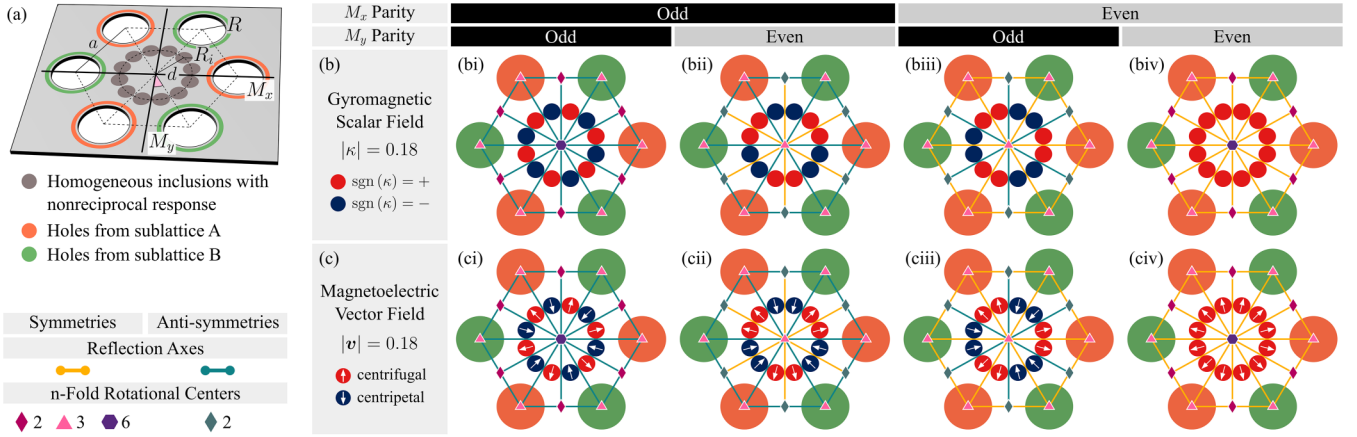 (a)
R
a
R_i
d
M_x
M_y
Homogeneous inclusions with
nonreciprocal response
Holes from sublattice A
Holes from sublattice B
Symmetries Anti-symmetries
Reflection Axes
n-Fold Rotational Centers
2 3 6 2
M_x Parity Odd Even
M_y Parity Odd Even Odd Even
(b)
Gyromagnetic
Scalar Field
|κ| = 0.18
sgn (κ) = +
sgn (κ) = −
(bi) (bii) (biii) (biv)
(c)
Magnetoelectric
Vector Field
|v| = 0.18
centrifugal
centripetal
(ci) (cii) (ciii) (civ)